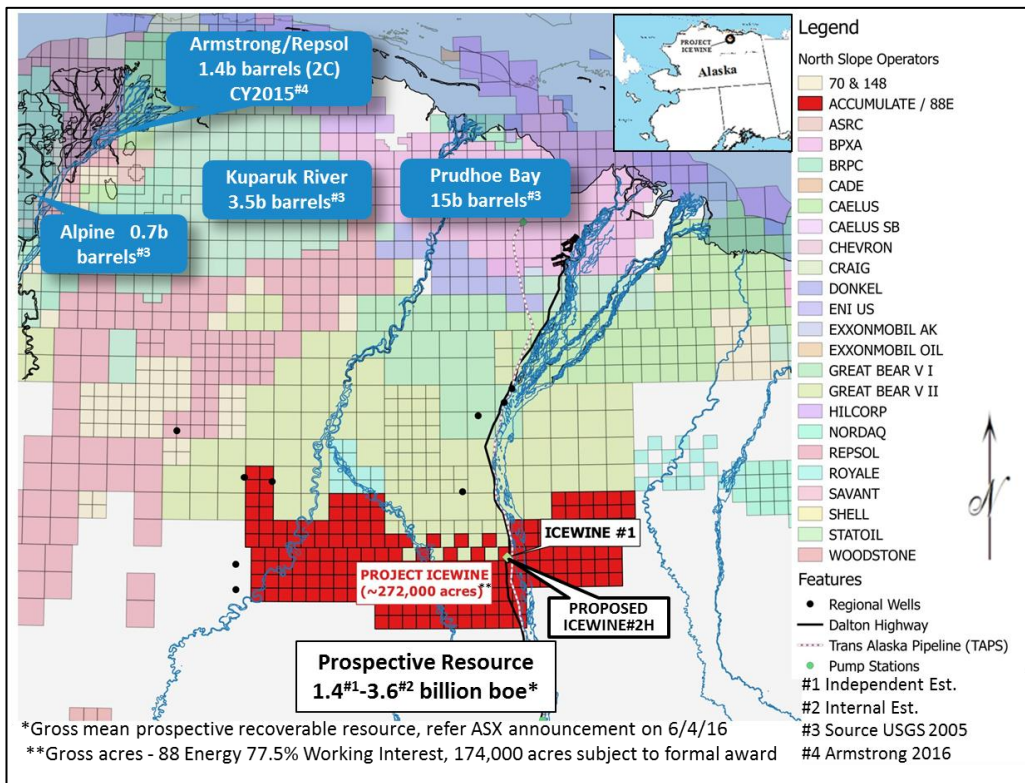 Armstrong/Repsol
1.4b barrels (2C)
CY2015#4
Kuparuk River
3.5b barrels#3
Prudhoe Bay
15b barrels#3
Alpine 0.7b
barrels#3
PROJECT
ICEWINE
Alaska
ICEWINE #1
PROJECT ICEWINE
(~272,000 acres)**
PROPOSED
ICEWINE#2H
Prospective Resource
1.4#1-3.6#2 billion boe*
*Gross mean prospective recoverable resource, refer ASX announcement on 6/4/16
**Gross acres - 88 Energy 77.5% Working Interest, 174,000 acres subject to formal award
Legend
North Slope Operators
70 & 148
ACCUMULATE / 88E
ASRC
BPXA
BRPC
CADE
CAELUS
CAELUS SB
CHEVRON
CRAIG
DONKEL
ENI US
EXXONMOBIL AK
EXXONMOBIL OIL
GREAT BEAR V I
GREAT BEAR V II
HILCORP
NORDAQ
REPSOL
ROYALE
SAVANT
SHELL
STATOIL
WOODSTONE
N
Features
Regional Wells
Dalton Highway
Trans Alaska Pipeline (TAPS)
Pump Stations
#1 Independent Est.
#2 Internal Est.
#3 Source USGS 2005
#4 Armstrong 2016